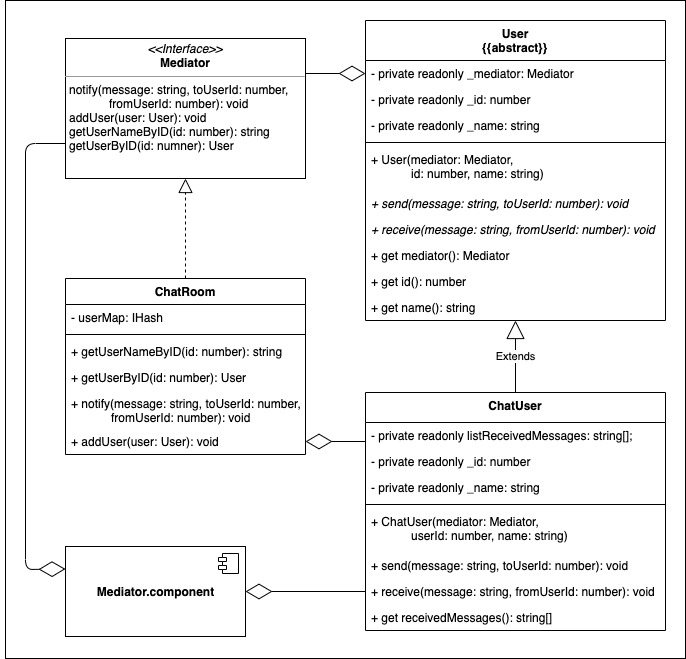 <<Interface>>
Mediator
notify(message: string, toUserId: number,
fromUserId: number): void
addUser(user: User): void
getUserNameByID(id: number): string
getUserByID(id: numner): User
User
{{abstract}}
- private readonly _mediator: Mediator
- private readonly _id: number
- private readonly _name: string
+ User(mediator: Mediator,
id: number, name: string)
+ send(message: string, toUserId: number): void
+ receive(message: string, fromUserId: number): void
+ get mediator(): Mediator
+ get id(): number
+ get name(): string
ChatRoom
- userMap: IHash
+ getUserNameByID(id: number): string
+ getUserByID(id: number): User
+ notify(message: string, toUserId: number,
fromUserId: number): void
+ addUser(user: User): void
Extends
ChatUser
- private readonly listReceivedMessages: string[];
- private readonly _id: number
- private readonly _name: string
+ ChatUser(mediator: Mediator,
userId: number, name: string)
+ send(message: string, toUserId: number): void
+ receive(message: string, fromUserId: number): void
+ get receivedMessages(): string[]
Mediator.component